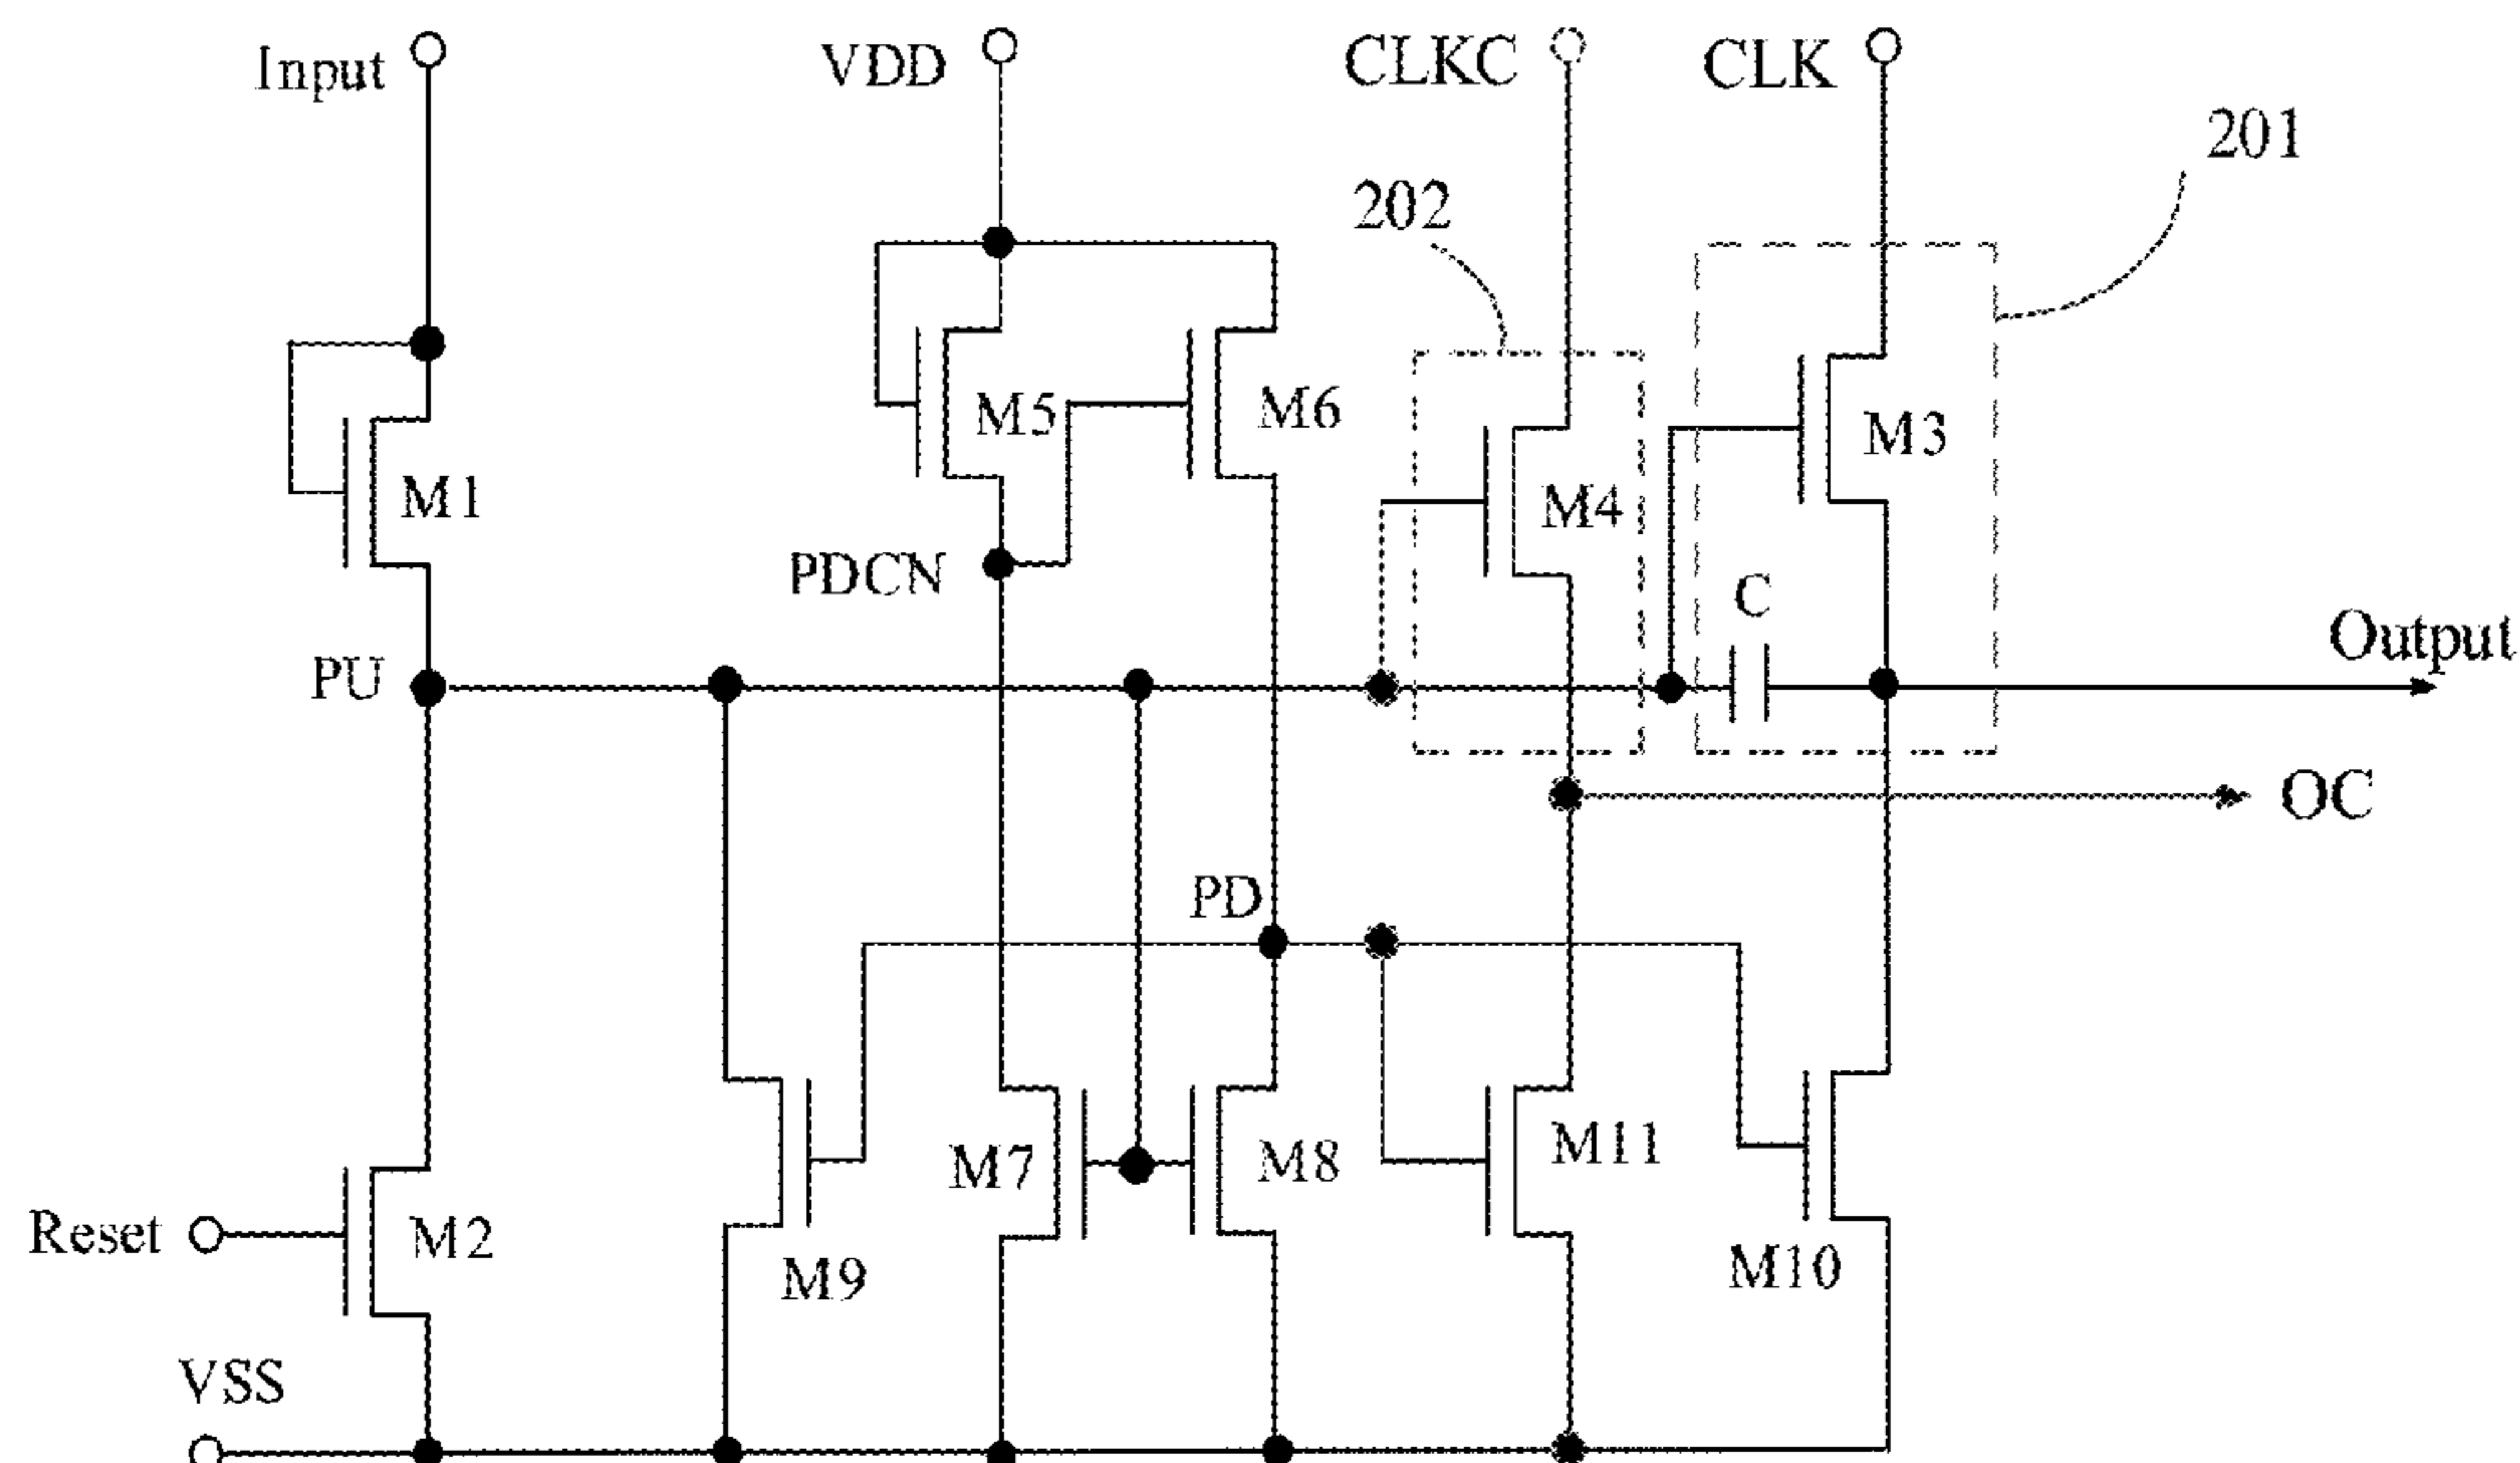 Input
VDD
CLKC
CLK
201
202
M5
M6
M3
M1
M4
PDCN
C
Output
PU
OC
PD
M11
M7
M8
Reset
M2
M9
M10
VSS